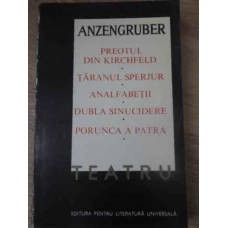 ANZENGRUBER
PREOTUL
DIN KIRCHFELD
•
ȚĂRANUL SPERJUR
•
ANALFABEȚII
•
DUBLA SINUCIDERE
•
PORUNCA A PATRA
TEATRU
EDITURA PENTRU LITERATURĂ UNIVERSALĂ